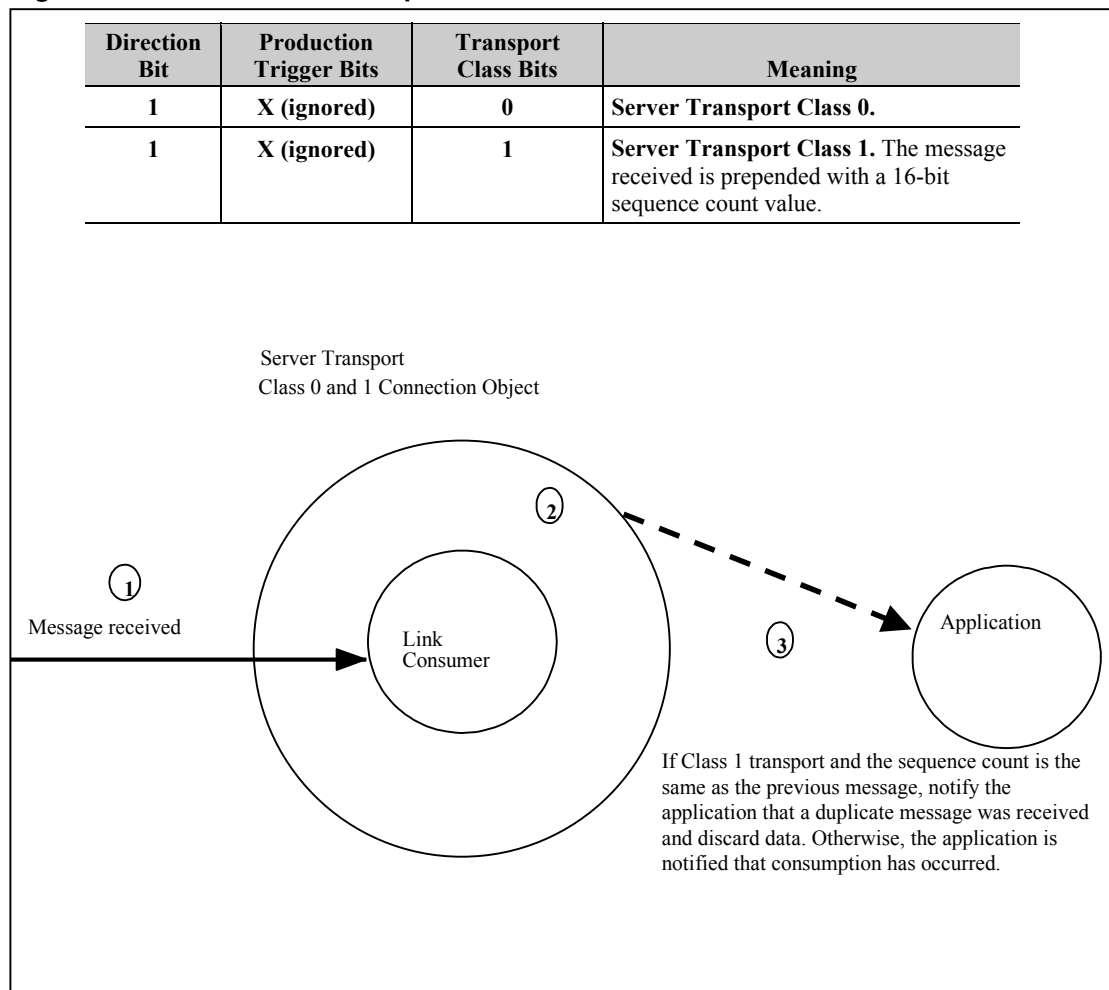 Direction Bit
Production Trigger Bits
Transport Class Bits
Meaning
1
X (ignored)
0
Server Transport Class 0.
1
X (ignored)
1
Server Transport Class 1. The message
received is prepended with a 16-bit
sequence count value.
Server Transport
Class 0 and 1 Connection Object
2
1
Message received
Link
Consumer
3
Application
If Class 1 transport and the sequence count is the
same as the previous message, notify the
application that a duplicate message was received
and discard data. Otherwise, the application is
notified that consumption has occurred.